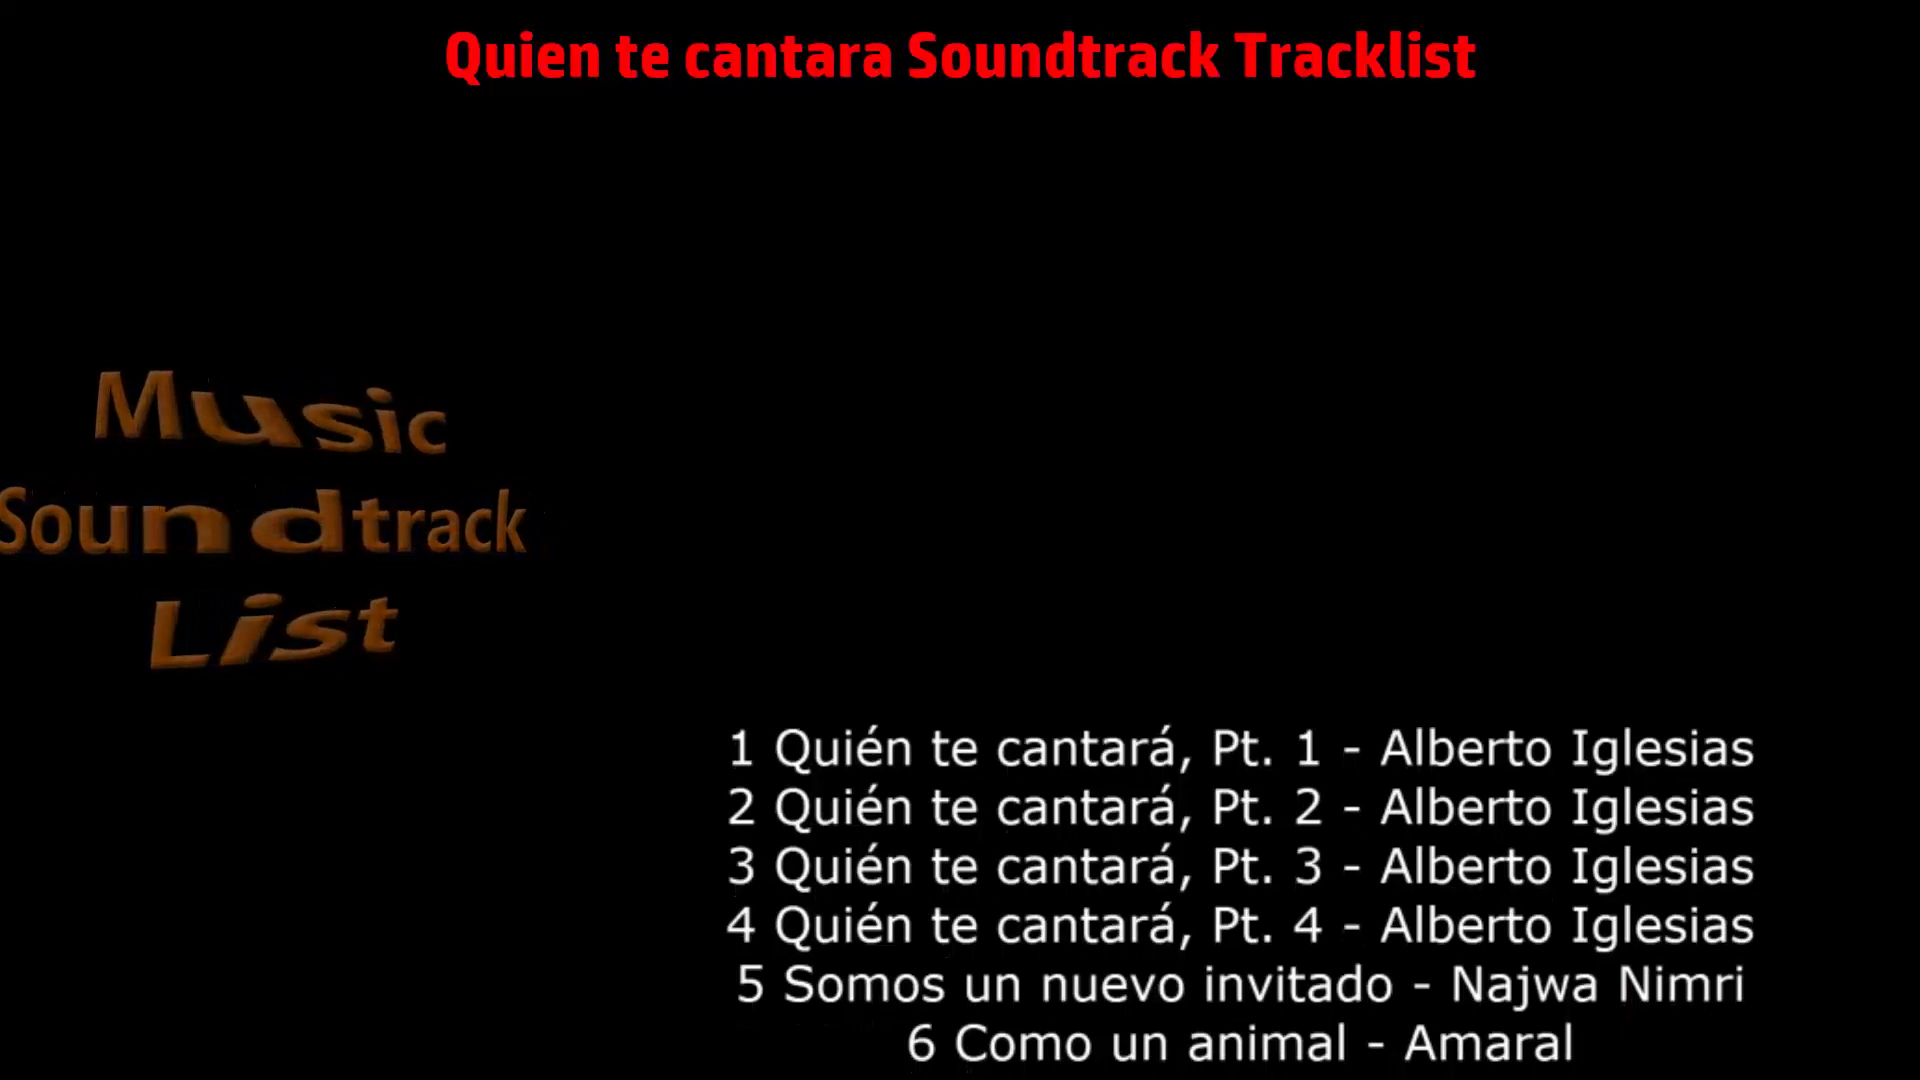 Quien te cantara Soundtrack Tracklist
Music
Soundtrack
List
1 Quién te cantará, Pt. 1 - Alberto Iglesias
2 Quién te cantará, Pt. 2 - Alberto Iglesias
3 Quién te cantará, Pt. 3 - Alberto Iglesias
4 Quién te cantará, Pt. 4 - Alberto Iglesias
5 Somos un nuevo invitado - Najwa Nimri
6 Como un animal - Amaral